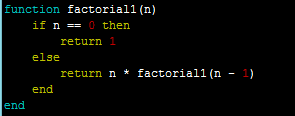 function factorial1(n)
    if n == 0 then
        return 1
    else
        return n * factorial1(n - 1)
    end
end